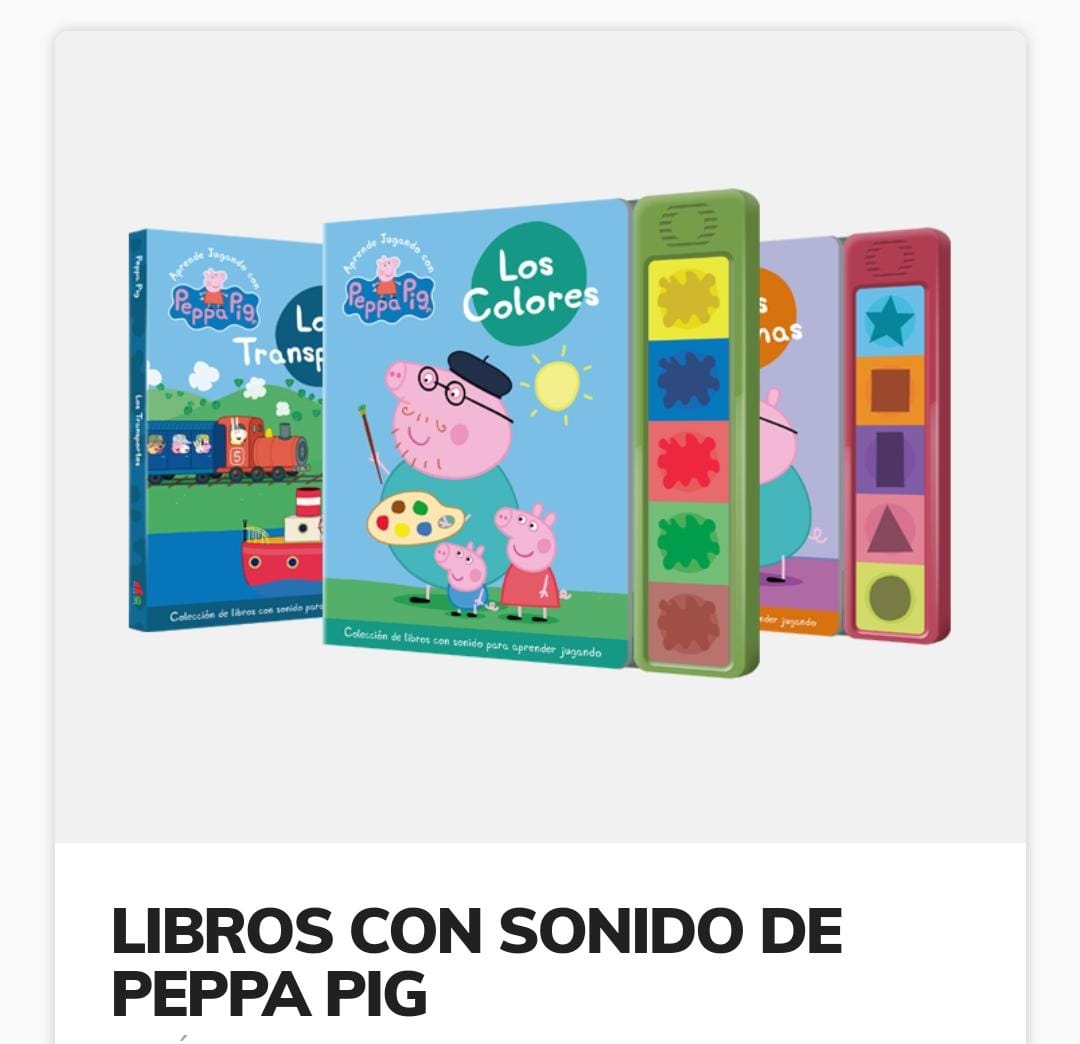 Peppa Pig
Los Transportes
Aprende Jugando con
Peppa Pig
Lo
Transp
5
Colección de libros con sonido para
Aprende Jugando con
Peppa Pig
Los
Colores
Colección de libros con sonido para aprender jugando
s
mas
nder jugando
LIBROS CON SONIDO DE
PEPPA PIG